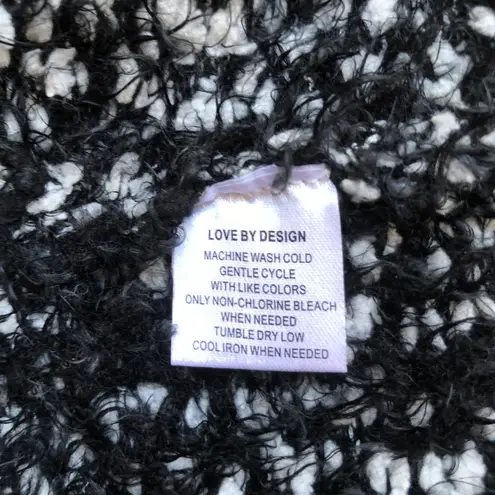 LOVE BY DESIGN
MACHINE WASH COLD
GENTLE CYCLE
WITH LIKE COLORS
ONLY NON-CHLORINE BLEACH
WHEN NEEDED
TUMBLE DRY LOW
COOL IRON WHEN NEEDED